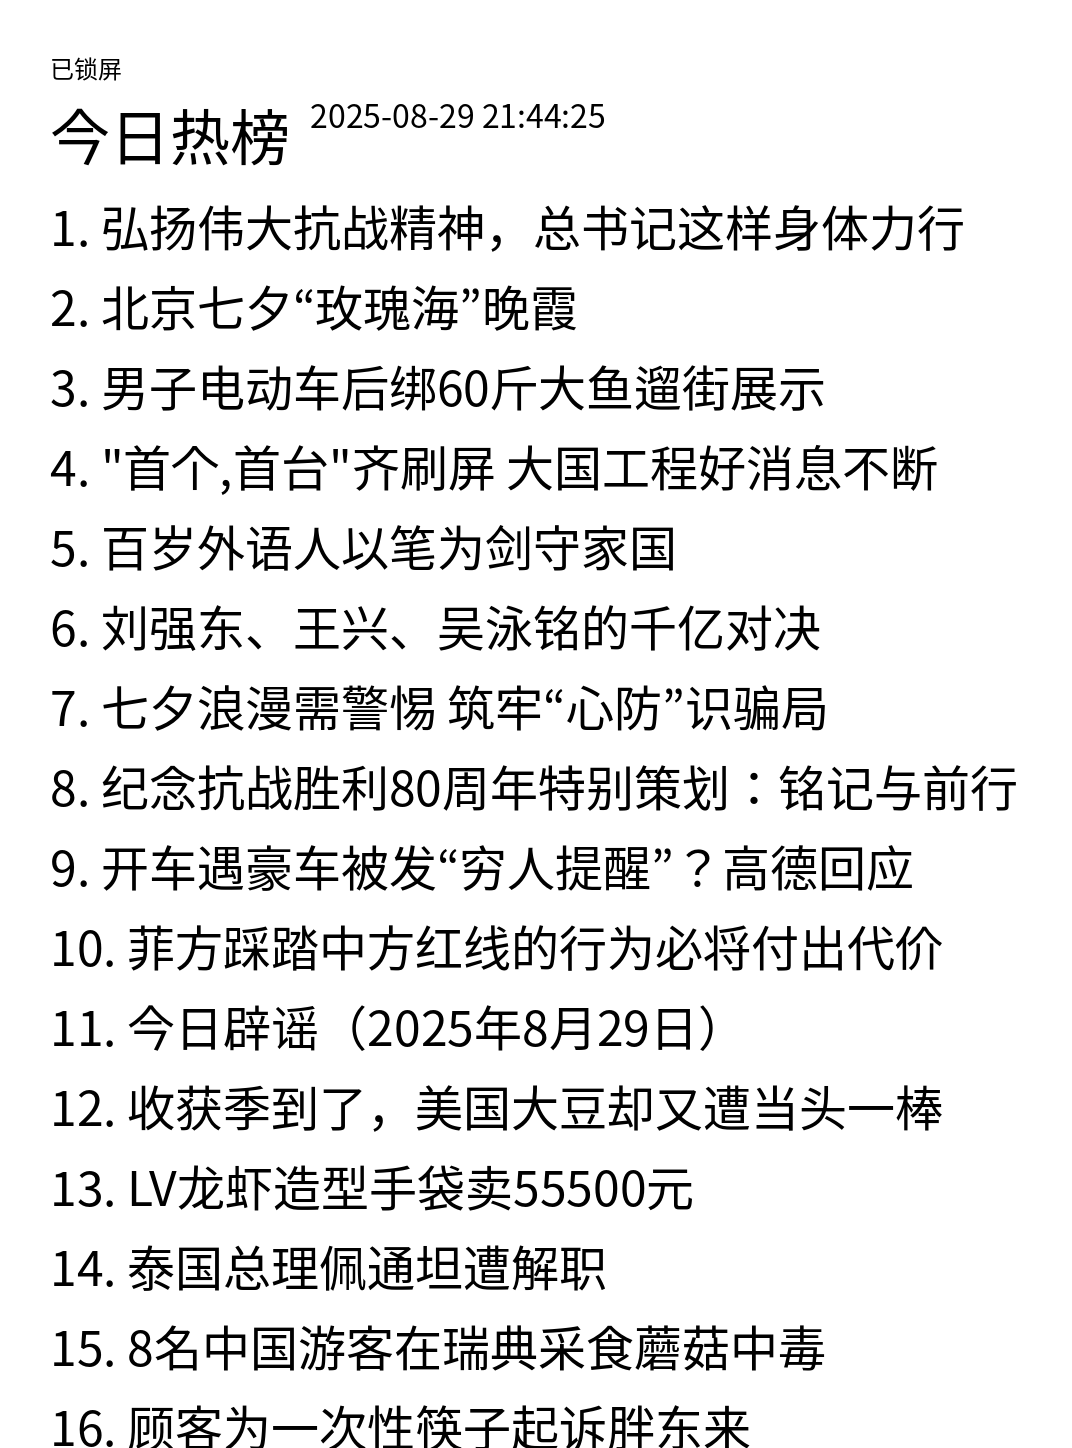 已锁屏
今日热榜 2025-08-29 21:44:25
1. 弘扬伟大抗战精神，总书记这样身体力行
2. 北京七夕“玫瑰海”晚霞
3. 男子电动车后绑60斤大鱼遛街展示
4. "首个,首台"齐刷屏 大国工程好消息不断
5. 百岁外语人以笔为剑守家国
6. 刘强东、王兴、吴泳铭的千亿对决
7. 七夕浪漫需警惕 筑牢“心防”识骗局
8. 纪念抗战胜利80周年特别策划：铭记与前行
9. 开车遇豪车被发“穷人提醒”？高德回应
10. 菲方踩踏中方红线的行为必将付出代价
11. 今日辟谣（2025年8月29日）
12. 收获季到了，美国大豆却又遭当头一棒
13. LV龙虾造型手袋卖55500元
14. 泰国总理佩通坦遭解职
15. 8名中国游客在瑞典采食蘑菇中毒
16. 顾客为一次性筷子起诉胖东来